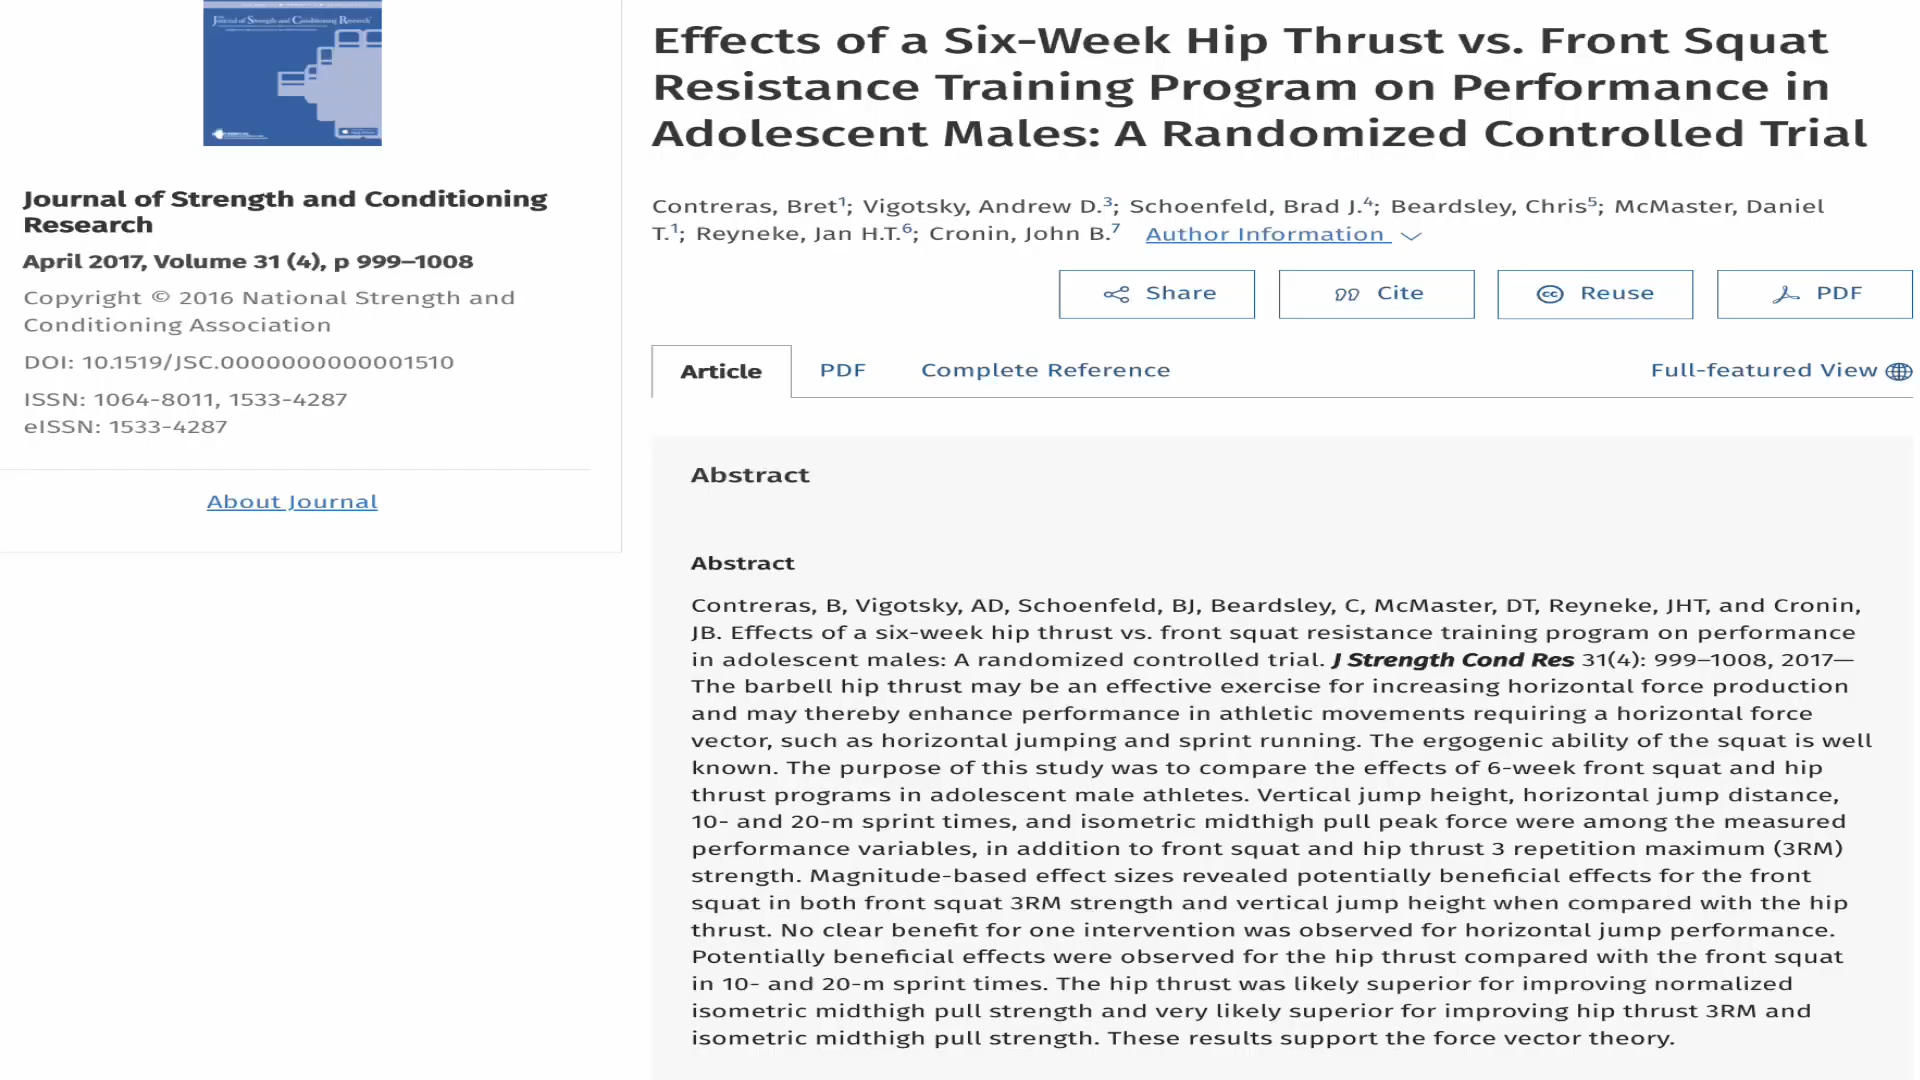 Journal of Strength and Conditioning Research
Journal of Strength and Conditioning
Research
April 2017, Volume 31 (4), p 999–1008
Copyright © 2016 National Strength and
Conditioning Association
DOI: 10.1519/JSC.0000000000001510
ISSN: 1064-8011, 1533-4287
eISSN: 1533-4287
About Journal
Effects of a Six-Week Hip Thrust vs. Front Squat
Resistance Training Program on Performance in
Adolescent Males: A Randomized Controlled Trial
Contreras, Bret1; Vigotsky, Andrew D.3; Schoenfeld, Brad J.4; Beardsley, Chris5; McMaster, Daniel
T.1; Reyneke, Jan H.T.6; Cronin, John B.7 Author Information
Share Cite Reuse PDF
Article PDF Complete Reference Full-featured View
Abstract
Abstract
Contreras, B, Vigotsky, AD, Schoenfeld, BJ, Beardsley, C, McMaster, DT, Reyneke, JHT, and Cronin,
JB. Effects of a six-week hip thrust vs. front squat resistance training program on performance
in adolescent males: A randomized controlled trial. J Strength Cond Res 31(4): 999–1008, 2017—
The barbell hip thrust may be an effective exercise for increasing horizontal force production
and may thereby enhance performance in athletic movements requiring a horizontal force
vector, such as horizontal jumping and sprint running. The ergogenic ability of the squat is well
known. The purpose of this study was to compare the effects of 6-week front squat and hip
thrust programs in adolescent male athletes. Vertical jump height, horizontal jump distance,
10- and 20-m sprint times, and isometric midthigh pull peak force were among the measured
performance variables, in addition to front squat and hip thrust 3 repetition maximum (3RM)
strength. Magnitude-based effect sizes revealed potentially beneficial effects for the front
squat in both front squat 3RM strength and vertical jump height when compared with the hip
thrust. No clear benefit for one intervention was observed for horizontal jump performance.
Potentially beneficial effects were observed for the hip thrust compared with the front squat
in 10- and 20-m sprint times. The hip thrust was likely superior for improving normalized
isometric midthigh pull strength and very likely superior for improving hip thrust 3RM and
isometric midthigh pull strength. These results support the force vector theory.